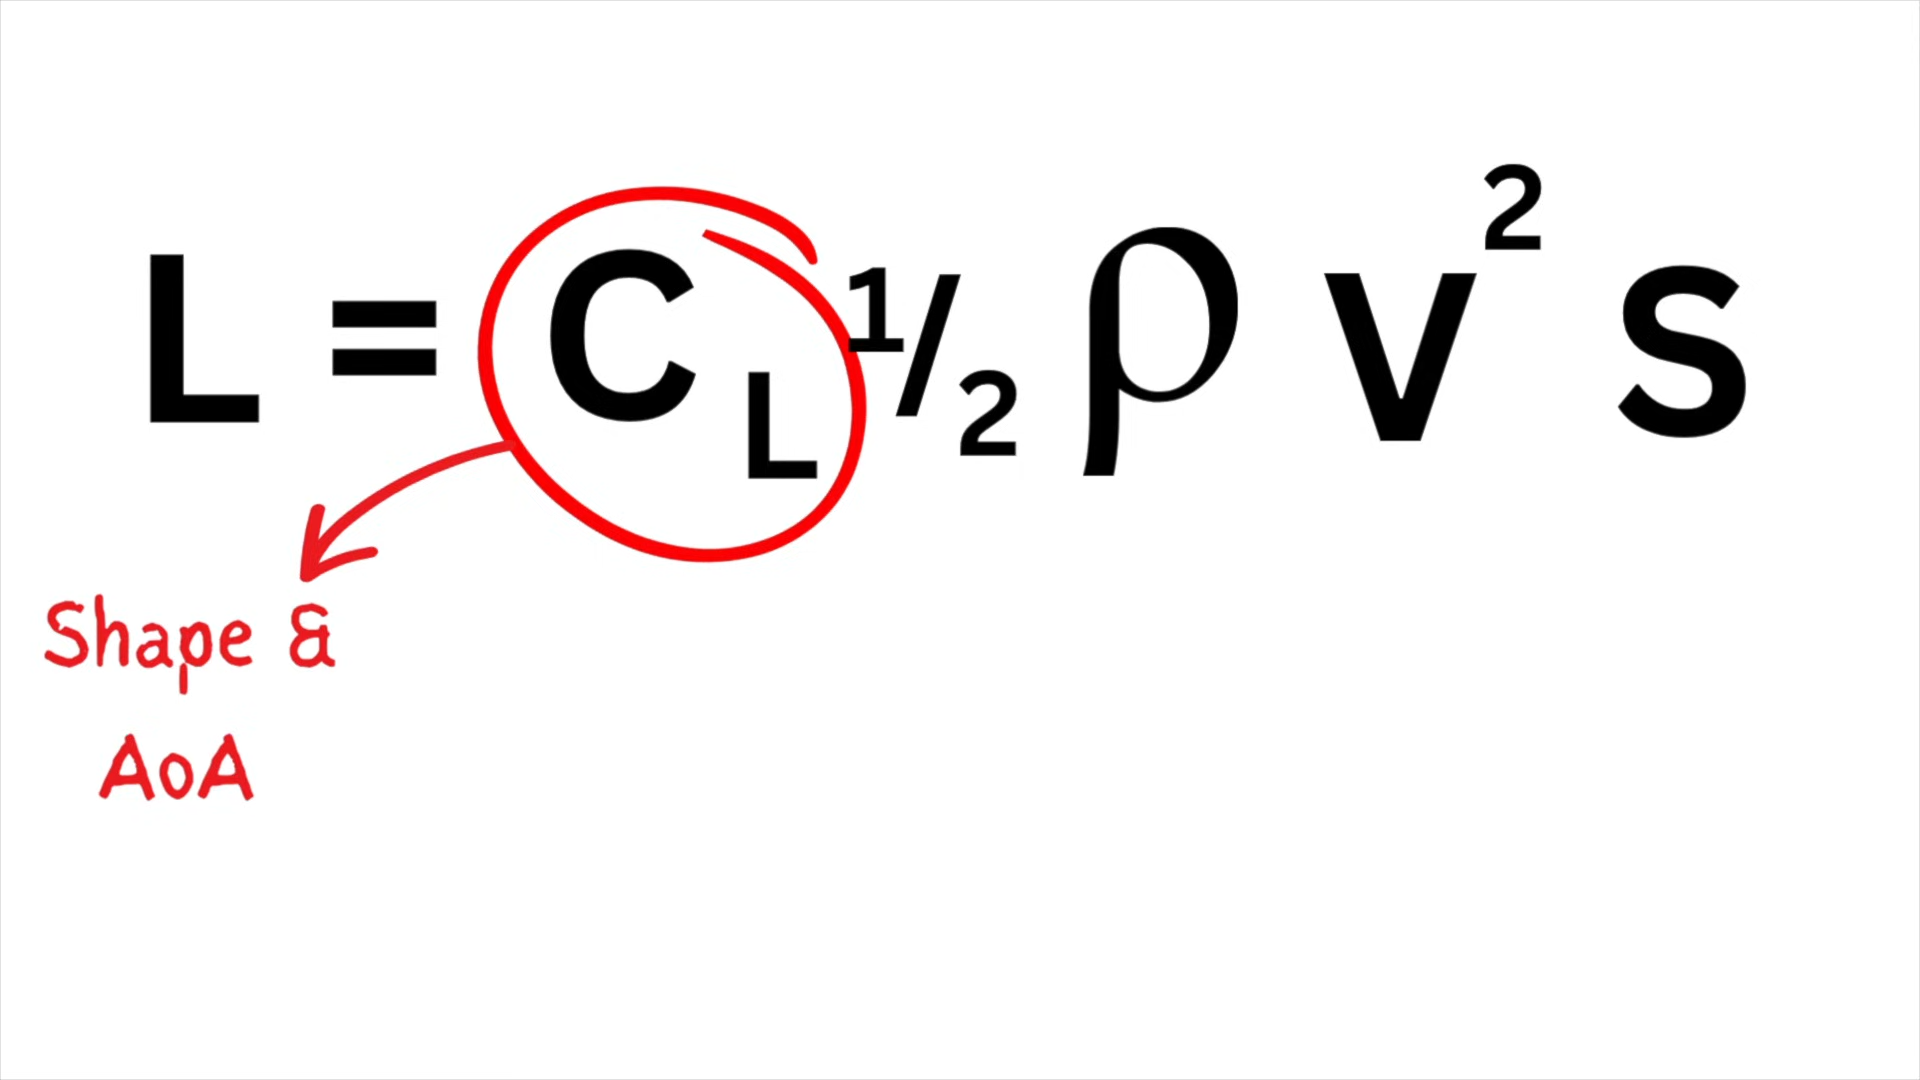 L = C_L ½ ρ v² s
Shape &
AoA